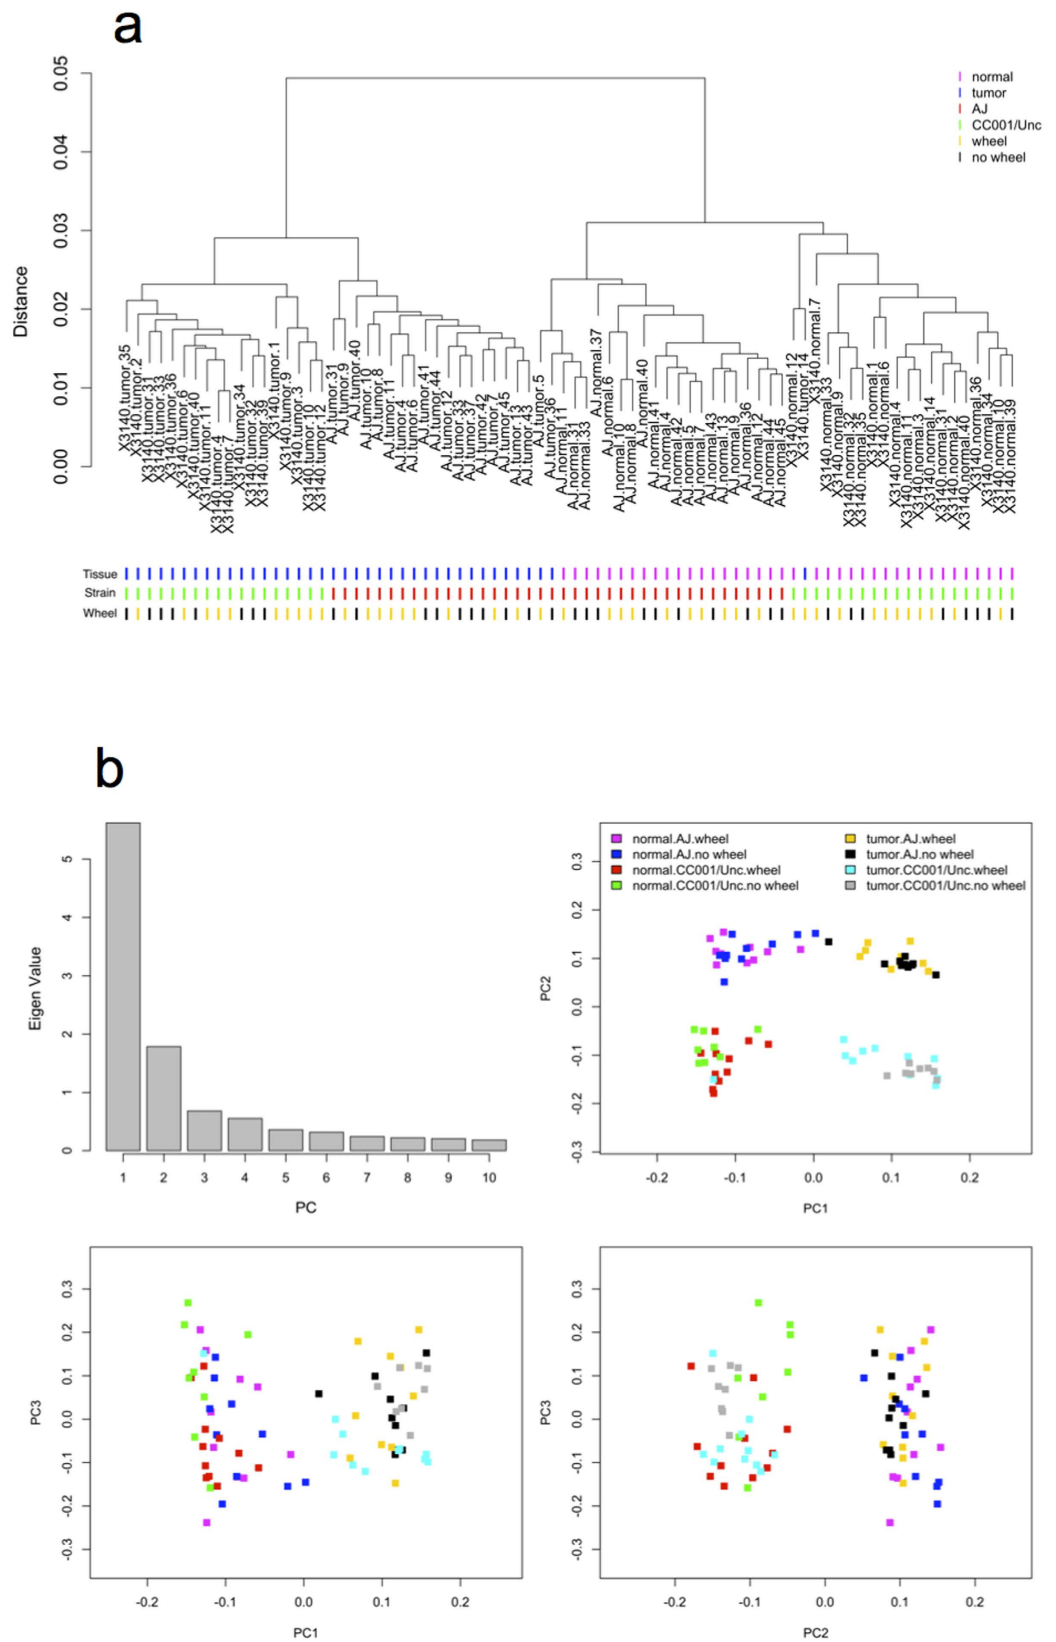 a
0.05
0.04
0.03
0.02
0.01
0.00
Distance
normal
tumor
AJ
CC001/Unc
wheel
no wheel
X3140.tumor.35
X3140.tumor.2
X3140.tumor.31
X3140.tumor.33
X3140.tumor.36
X3140.tumor.6
X3140.tumor.40
X3140.tumor.11
X3140.tumor.4
X3140.tumor.7
X3140.tumor.34
X3140.tumor.32
X3140.tumor.39
X3140.tumor.1
X3140.tumor.9
X3140.tumor.3
X3140.tumor.10
X3140.tumor.12
AJ.tumor.31
AJ.tumor.9
AJ.tumor.40
AJ.tumor.10
AJ.tumor.8
AJ.tumor.11
AJ.tumor.4
AJ.tumor.6
AJ.tumor.41
AJ.tumor.44
AJ.tumor.12
AJ.tumor.33
AJ.tumor.37
AJ.tumor.42
AJ.tumor.7
AJ.tumor.45
AJ.tumor.13
AJ.tumor.43
AJ.tumor.5
AJ.tumor.36
AJ.normal.11
AJ.normal.31
AJ.normal.33
AJ.normal.37
AJ.normal.6
AJ.normal.8
AJ.normal.40
AJ.normal.41
AJ.normal.4
AJ.normal.42
AJ.normal.5
AJ.normal.7
AJ.normal.43
AJ.normal.13
AJ.normal.9
AJ.normal.36
AJ.normal.12
AJ.normal.44
AJ.normal.45
X3140.normal.12
X3140.tumor.14
X3140.normal.7
X3140.normal.33
X3140.normal.9
X3140.normal.32
X3140.normal.35
X3140.normal.1
X3140.normal.6
X3140.normal.4
X3140.normal.11
X3140.normal.3
X3140.normal.14
X3140.normal.31
X3140.normal.2
X3140.normal.40
X3140.normal.36
X3140.normal.34
X3140.normal.10
X3140.normal.39
Tissue
Strain
Wheel
b
5
4
3
2
1
0
Eigen Value
1 2 3 4 5 6 7 8 9 10
PC
normal.AJ.wheel
normal.AJ.no wheel
normal.CC001/Unc.wheel
normal.CC001/Unc.no wheel
tumor.AJ.wheel
tumor.AJ.no wheel
tumor.CC001/Unc.wheel
tumor.CC001/Unc.no wheel
0.3
0.2
0.1
0.0
-0.1
-0.2
-0.3
PC2
-0.2 -0.1 0.0 0.1 0.2
PC1
0.3
0.2
0.1
0.0
-0.1
-0.2
-0.3
PC3
-0.2 -0.1 0.0 0.1 0.2
PC1
0.3
0.2
0.1
0.0
-0.1
-0.2
-0.3
PC3
-0.2 -0.1 0.0 0.1 0.2
PC2